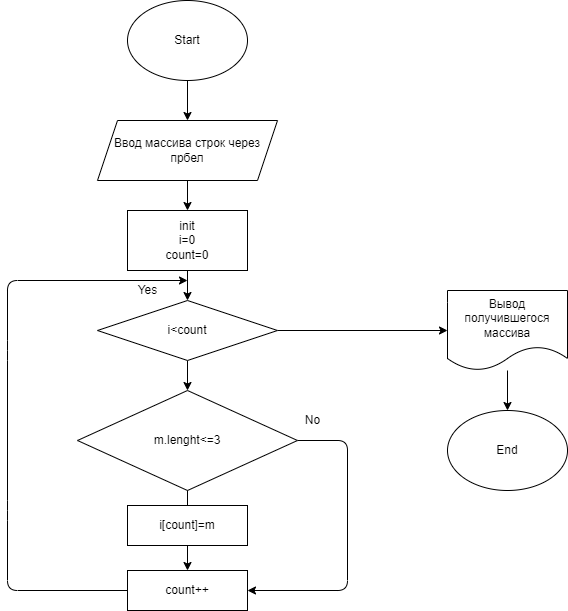 Start
Ввод массива строк через
прбел
init
i=0
count=0
Yes
i<count
Вывод
получившегося
массива
m.lenght<=3
No
End
i[count]=m
count++